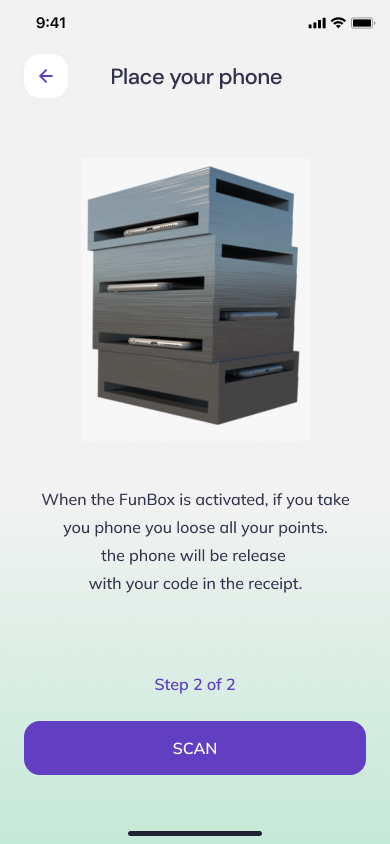 9:41
Place your phone
When the FunBox is activated, if you take
you phone you loose all your points.
the phone will be release
with your code in the receipt.
Step 2 of 2
SCAN